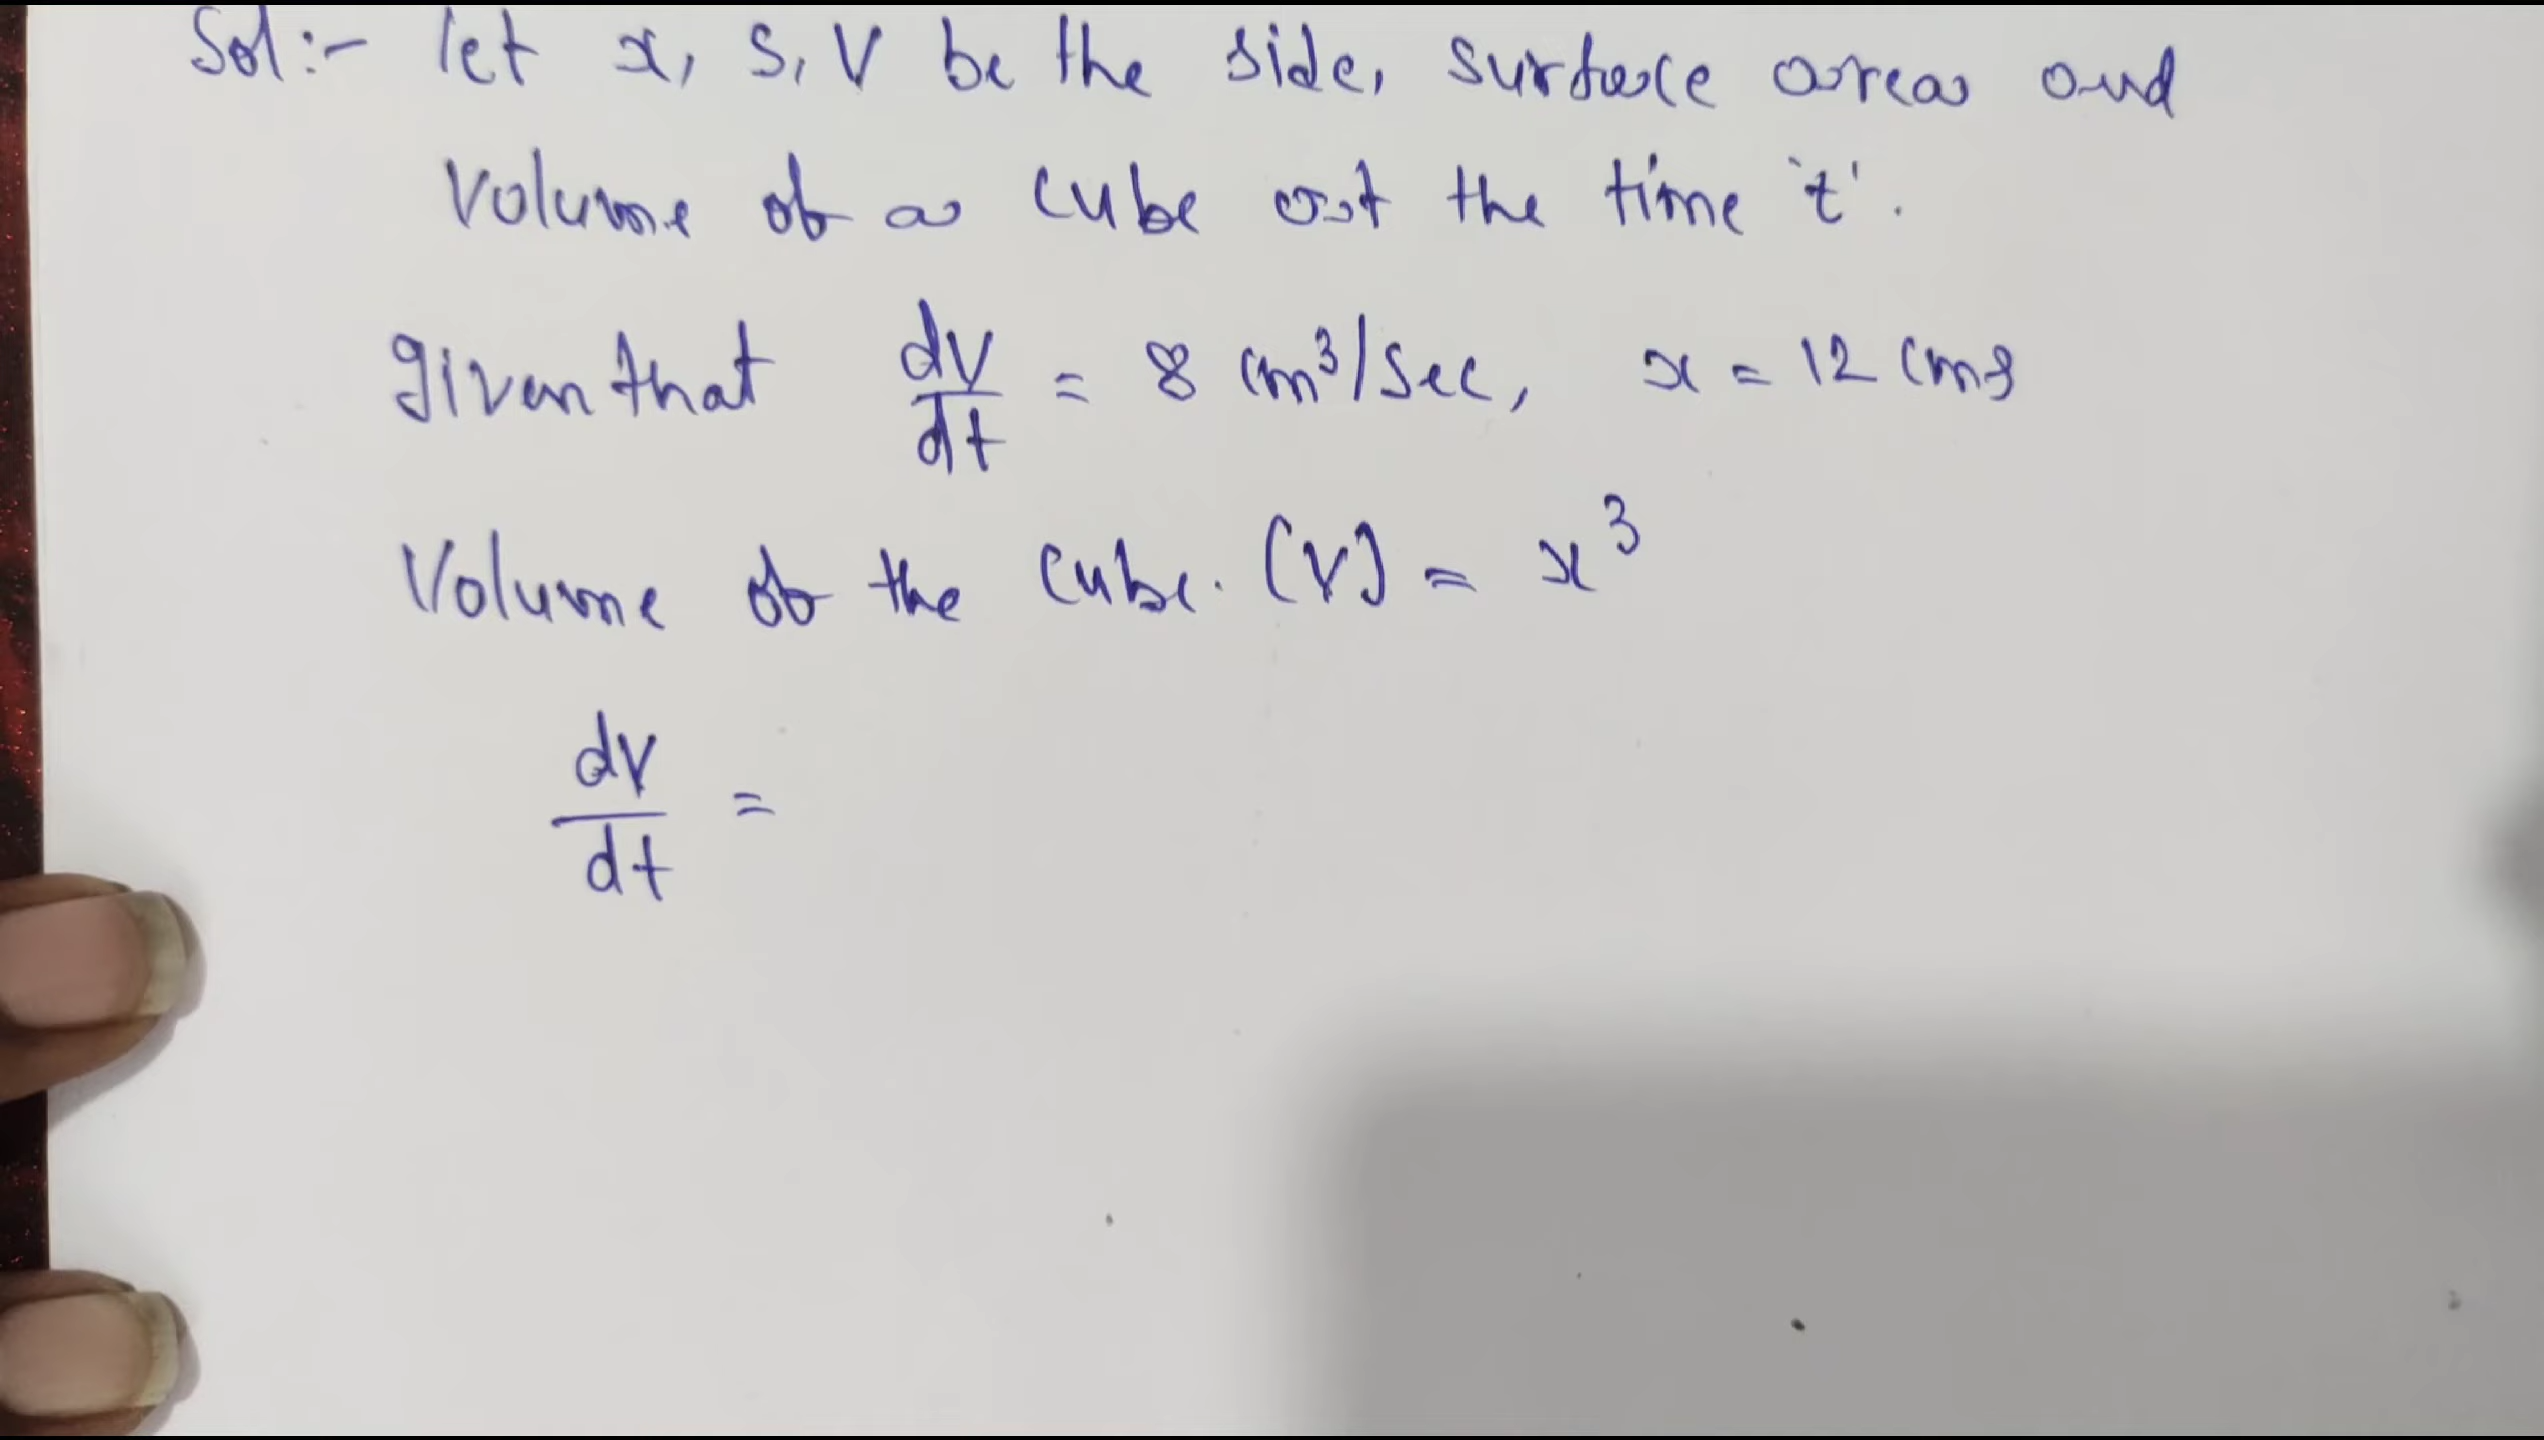 Sol:- let x, S, V be the side, surface area and
Volume of a cube at the time 't'.
given that dv/dt = 8 cm³/sec, x = 12 cms
Volume of the cube. (V) = x³
dv/dt =